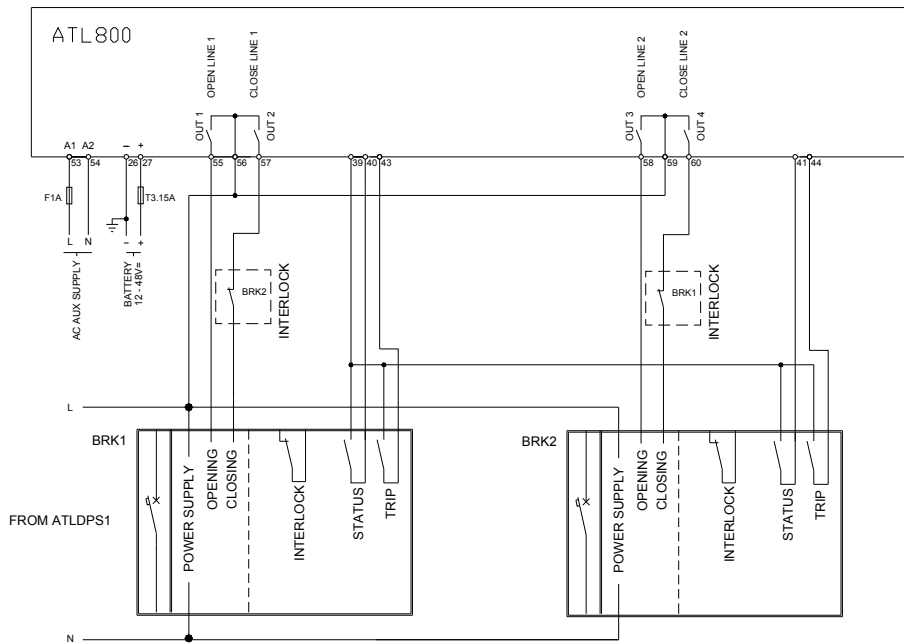 ATL800
OPEN LINE 1
CLOSE LINE 1
OPEN LINE 2
CLOSE LINE 2
OUT 1
OUT 2
OUT 3
OUT 4
A1 A2 – +
53 54 26 27 55 56 57 39 40 43 58 59 60 41 44
F1A
T3.15A
L N – +
AC AUX SUPPLY
BATTERY
12 - 48V=
BRK2
INTERLOCK
BRK1
INTERLOCK
L
BRK1
POWER SUPPLY
OPENING
CLOSING
INTERLOCK
STATUS
TRIP
BRK2
POWER SUPPLY
OPENING
CLOSING
INTERLOCK
STATUS
TRIP
FROM ATLDPS1
N